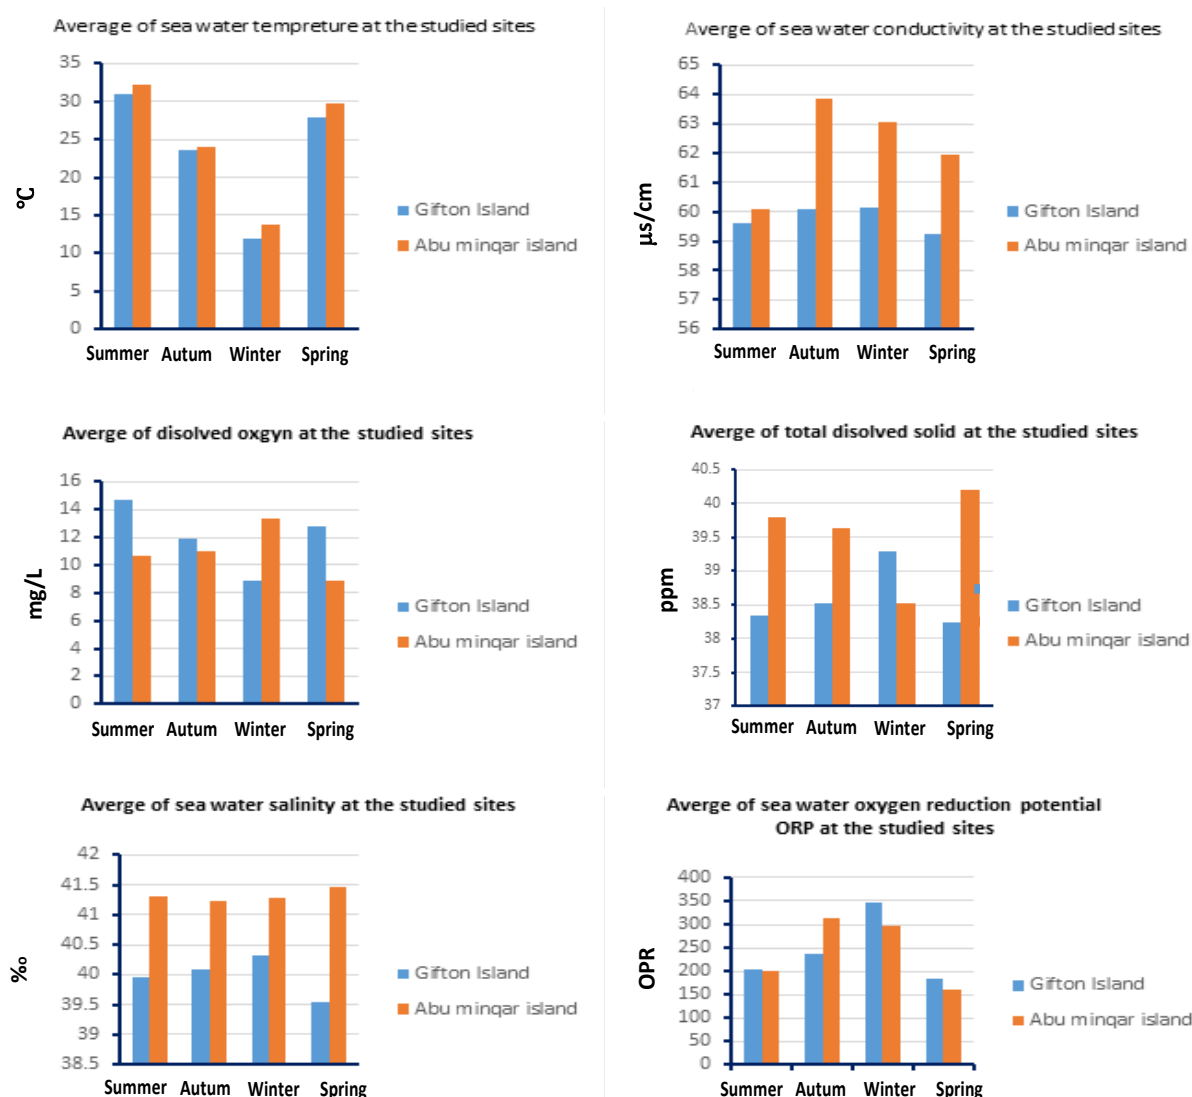 Average of sea water tempreture at the studied sites
35
30
25
20
15
10
5
0
°C
Summer Autum Winter Spring
Gifton Island
Abu minqar island
Averge of sea water conductivity at the studied sites
65
64
63
62
61
60
59
58
57
56
µs/cm
Summer Autum Winter Spring
Gifton Island
Abu minqar island
Averge of disolved oxgyn at the studied sites
16
14
12
10
8
6
4
2
0
mg/L
Summer Autum Winter Spring
Gifton Island
Abu minqar island
Averge of total disolved solid at the studied sites
40.5
40
39.5
39
38.5
38
37.5
37
ppm
Summer Autum Winter Spring
Gifton Island
Abu minqar island
Averge of sea water salinity at the studied sites
42
41.5
41
40.5
40
39.5
39
38.5
‰
Summer Autum Winter Spring
Gifton Island
Abu minqar island
Averge of sea water oxygen reduction potential
ORP at the studied sites
400
350
300
250
200
150
100
50
0
OPR
Summer Autum Winter Spring
Gifton Island
Abu minqar island